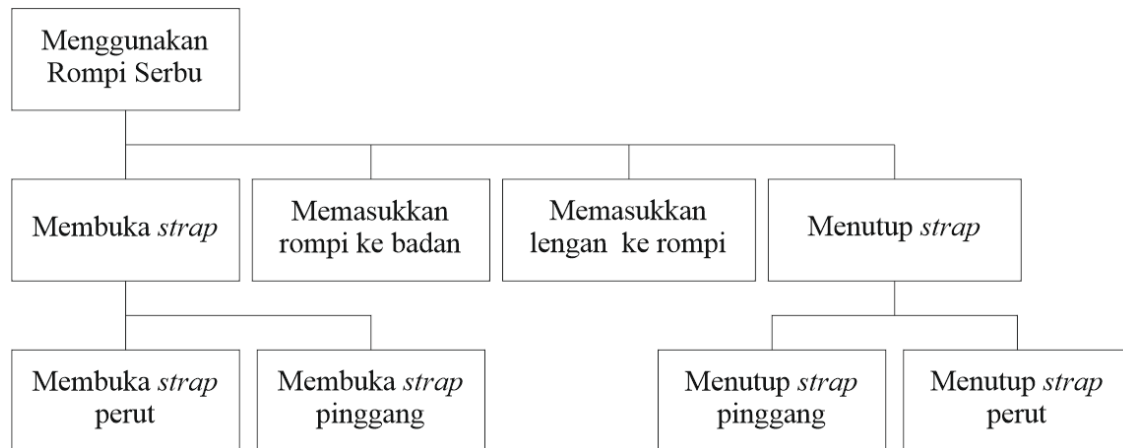 Menggunakan
Rompi Serbu
Membuka strap
Memasukkan
rompi ke badan
Memasukkan
lengan ke rompi
Menutup strap
Membuka strap
perut
Membuka strap
pinggang
Menutup strap
pinggang
Menutup strap
perut